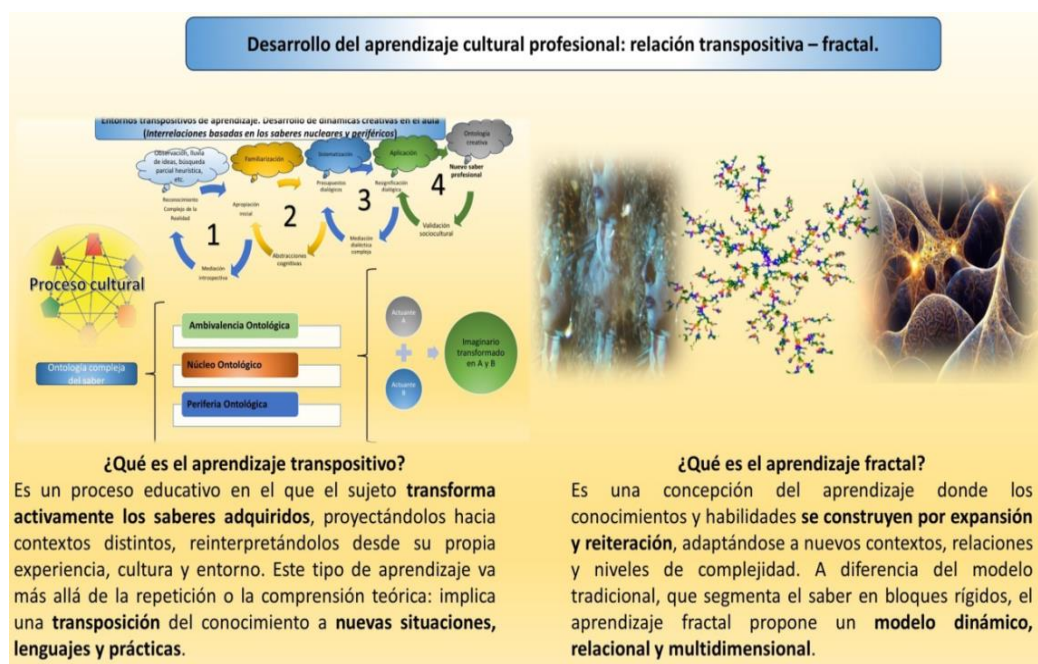 Desarrollo del aprendizaje cultural profesional: relación transpositiva – fractal.
Entornos transpositivos de aprendizaje. Desarrollo de dinámicas creativas en el aula
(Interrelaciones basadas en los saberes nucleares y periféricos)
Observación, lluvia
de ideas, búsqueda
parcial heurística,
etc.
Familiarización
Sistematización
Aplicación
Ontología
creativa
Reconocimiento
Complejo de la
Realidad
Apropiación
inicial
Presupuestos
dialógicos
Resignificación
dialógica
Nuevo saber
profesional
1
2
3
4
Mediación
Introspectiva
Abstracciones
cognitivas
Mediación
dialéctica
compleja
Validación
sociocultural
Proceso cultural
Ontología compleja
del saber
Ambivalencia Ontológica
Núcleo Ontológico
Periferia Ontológica
Actuante
A
Actuante
B
Imaginario
transformado
en A y B
¿Qué es el aprendizaje transpositivo?
Es un proceso educativo en el que el sujeto transforma
activamente los saberes adquiridos, proyectándolos hacia
contextos distintos, reinterpretándolos desde su propia
experiencia, cultura y entorno. Este tipo de aprendizaje va
más allá de la repetición o la comprensión teórica: implica
una transposición del conocimiento a nuevas situaciones,
lenguajes y prácticas.
¿Qué es el aprendizaje fractal?
Es una concepción del aprendizaje donde los
conocimientos y habilidades se construyen por expansión
y reiteración, adaptándose a nuevos contextos, relaciones
y niveles de complejidad. A diferencia del modelo
tradicional, que segmenta el saber en bloques rígidos, el
aprendizaje fractal propone un modelo dinámico,
relacional y multidimensional.